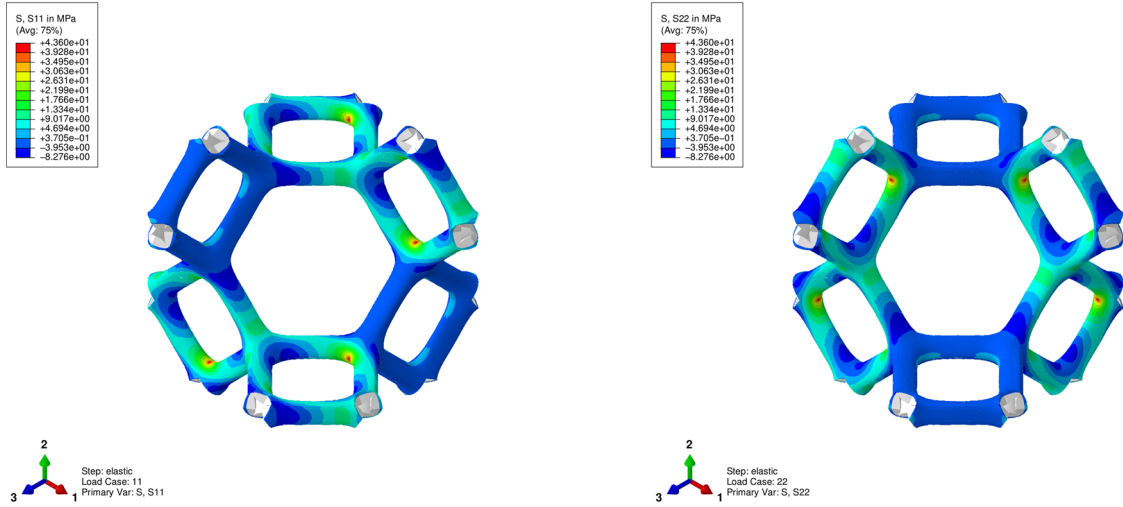 S, S11 in MPa
(Avg: 75%)
+4.360e+01
+3.928e+01
+3.495e+01
+3.063e+01
+2.631e+01
+2.199e+01
+1.766e+01
+1.334e+01
+9.017e+00
+4.694e+00
+3.705e−01
−3.953e+00
−8.276e+00
2
3
1
Step: elastic
Load Case: 11
Primary Var: S, S11
S, S22 in MPa
(Avg: 75%)
+4.360e+01
+3.928e+01
+3.495e+01
+3.063e+01
+2.631e+01
+2.199e+01
+1.766e+01
+1.334e+01
+9.017e+00
+4.694e+00
+3.705e−01
−3.953e+00
−8.276e+00
2
3
1
Step: elastic
Load Case: 22
Primary Var: S, S22